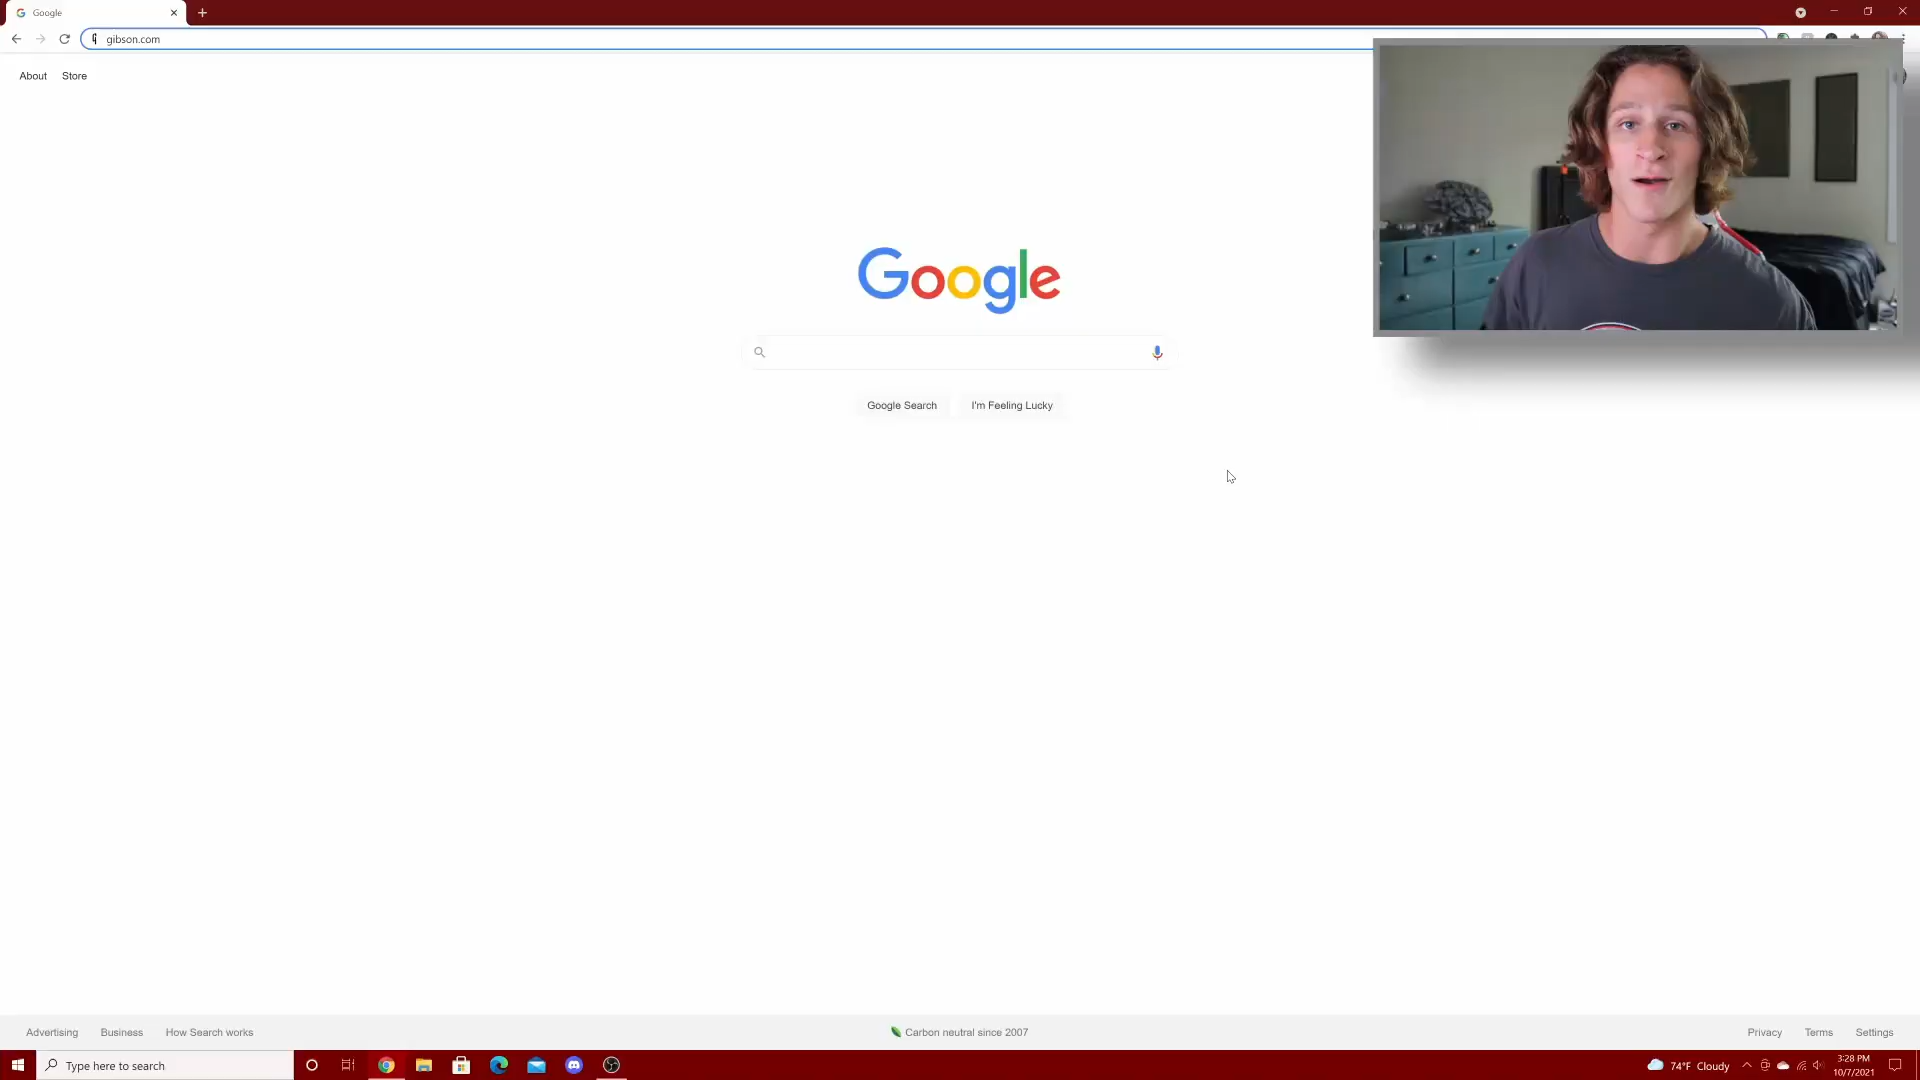 Google
gibson.com
About
Store
Google
Google Search
I'm Feeling Lucky
Advertising
Business
How Search works
Carbon neutral since 2007
Privacy
Terms
Settings
Type here to search
74°F Cloudy
3:28 PM
10/7/2021